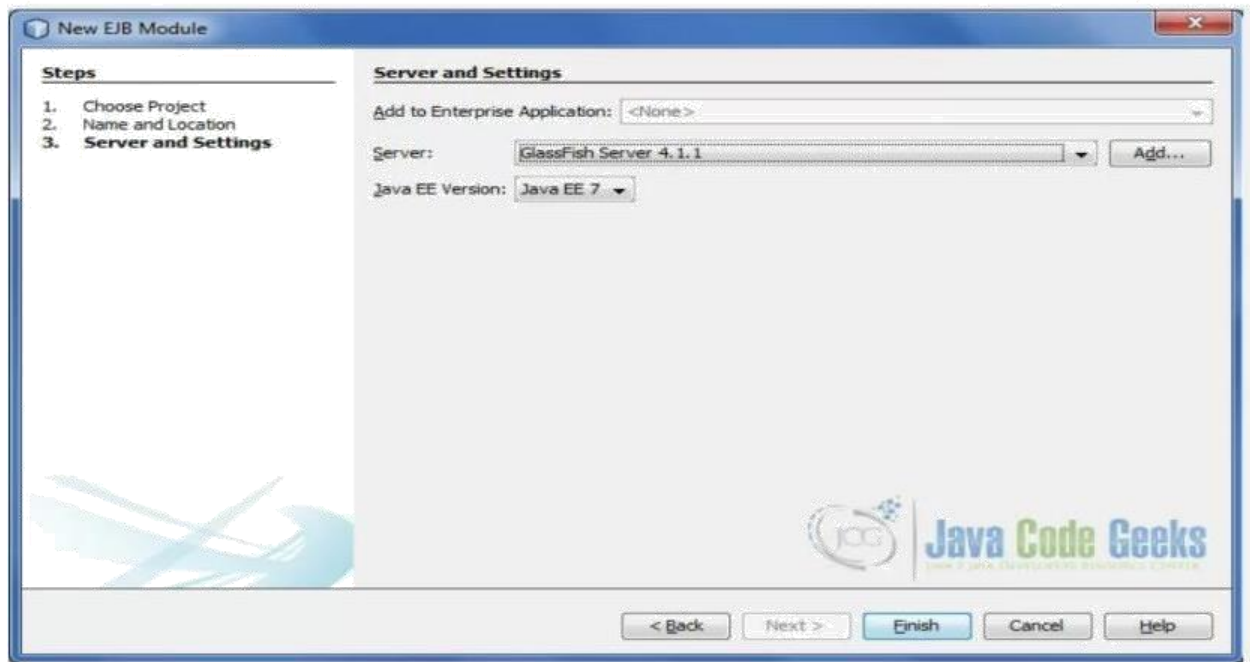 New EJB Module
Steps
1. Choose Project
2. Name and Location
3. Server and Settings
Server and Settings
Add to Enterprise Application: <None>
Server: GlassFish Server 4.1.1 Add...
Java EE Version: Java EE 7
JCG
Java Code Geeks
< Back Next > Finish Cancel Help